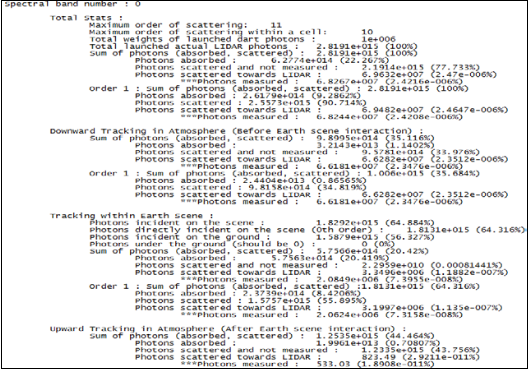 Spectral band number : 0
Total Stats :
Maximum order of scattering: 11
Maximum order of scattering within a cell: 10
Total weights of launched dart photons : 1e+006
Total launched actual LIDAR photons : 2.8191e+015 (100%)
Sum of photons (absorbed, scattered) : 2.8191e+015 (100%)
Photons absorbed : 6.2774e+014 (22.267%)
Photons scattered and not measured : 2.1914e+015 (77.733%)
Photons scattered towards LIDAR : 6.9632e+007 (2.47e-006%)
***Photons measured : 6.8267e+007 (2.4216e-006%)
Order 1 : Sum of photons (absorbed, scattered) : 2.8191e+015 (100%)
Photons absorbed : 2.6179e+014 (9.2862%)
Photons scattered : 2.5573e+015 (90.714%)
Photons scattered towards LIDAR : 6.9482e+007 (2.4647e-006%)
***Photons measured : 6.8244e+007 (2.4208e-006%)
Downward Tracking in Atmosphere (Before Earth scene interaction) :
Sum of photons (absorbed, scattered) : 9.8995e+014 (35.116%)
Photons absorbed : 3.2143e+013 (1.1402%)
Photons scattered and not measured : 9.5781e+014 (33.976%)
Photons scattered towards LIDAR : 6.6282e+007 (2.3512e-006%)
***Photons measured : 6.6181e+007 (2.3476e-006%)
Order 1 : Sum of photons (absorbed, scattered) : 1.006e+015 (35.684%)
Photons absorbed : 2.4404e+013 (0.86565%)
Photons scattered : 9.8158e+014 (34.819%)
Photons scattered towards LIDAR : 6.6282e+007 (2.3512e-006%)
***Photons measured : 6.6181e+007 (2.3476e-006%)
Tracking within Earth Scene :
Photons incident on the scene : 1.8292e+015 (64.884%)
Photons directly incident on the scene (0th order) : 1.8131e+015 (64.316%)
Photons incident on the ground : 1.5879e+015 (56.327%)
Photons under the ground (should be 0) : 0 (0%)
Sum of photons (absorbed, scattered) : 5.7566e+014 (20.42%)
Photons absorbed : 5.7563e+014 (20.419%)
Photons scattered and not measured : 2.2959e+010 (0.00081441%)
Photons scattered towards LIDAR : 3.3496e+006 (1.1882e-007%)
***Photons measured : 2.0849e+006 (7.3955e-008%)
Order 1 : Sum of photons (absorbed, scattered) :1.8131e+015 (64.316%)
Photons absorbed : 2.3739e+014 (8.4206%)
Photons scattered : 1.5757e+015 (55.895%)
Photons scattered towards LIDAR : 3.1997e+006 (1.135e-007%)
***Photons measured : 2.0624e+006 (7.3158e-008%)
Upward Tracking in Atmosphere (After Earth scene interaction) :
Sum of photons (absorbed, scattered) : 1.2535e+015 (44.464%)
Photons absorbed : 1.9961e+013 (0.70807%)
Photons scattered and not measured : 1.2335e+015 (43.756%)
Photons scattered towards LIDAR : 823.49 (2.9211e-011%)
***Photons measured : 533.03 (1.8908e-011%)